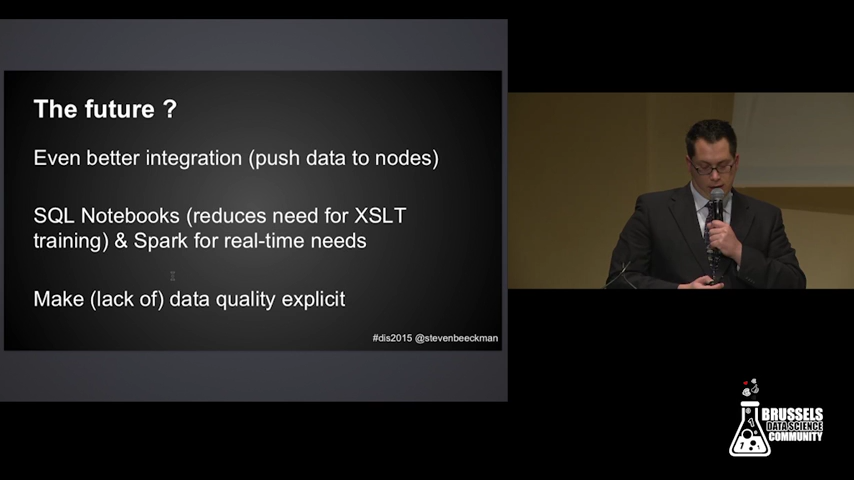 The future ?
Even better integration (push data to nodes)
SQL Notebooks (reduces need for XSLT
training) & Spark for real-time needs
Make (lack of) data quality explicit
#dis2015 @stevenbeeckman
BRUSSELS
DATA SCIENCE
COMMUNITY